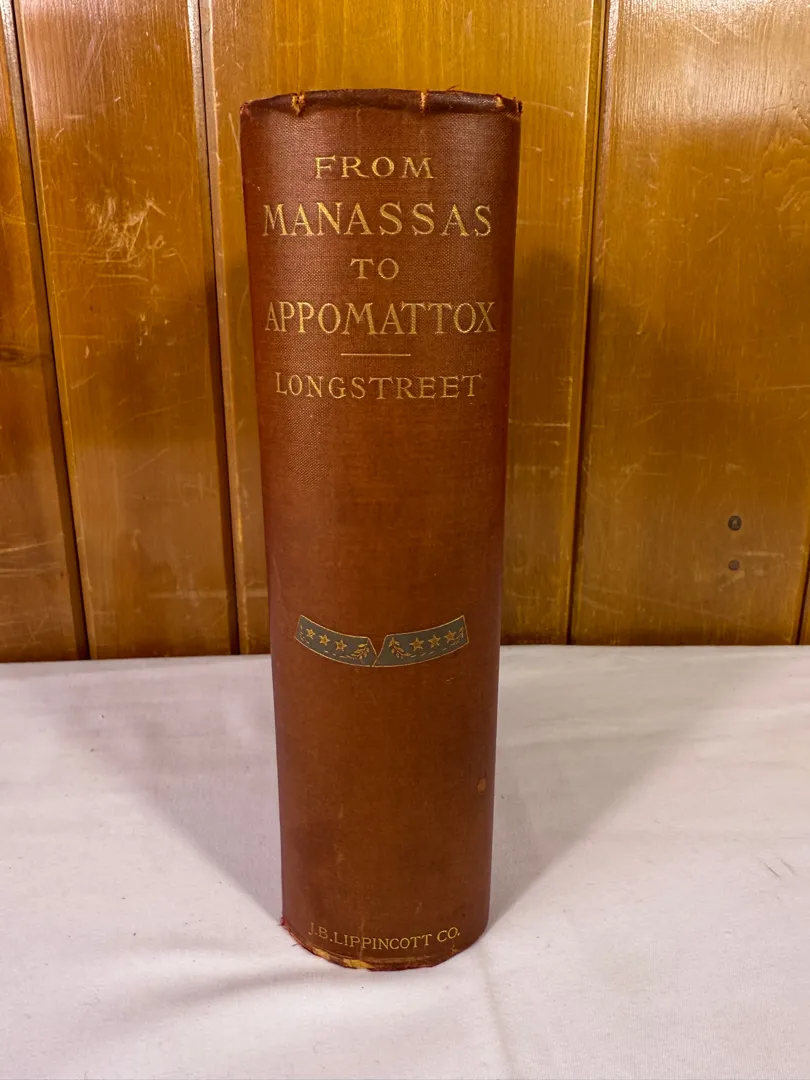 FROM
MANASSAS
TO
APPOMATTOX
LONGSTREET
J.B. LIPPINCOTT CO.